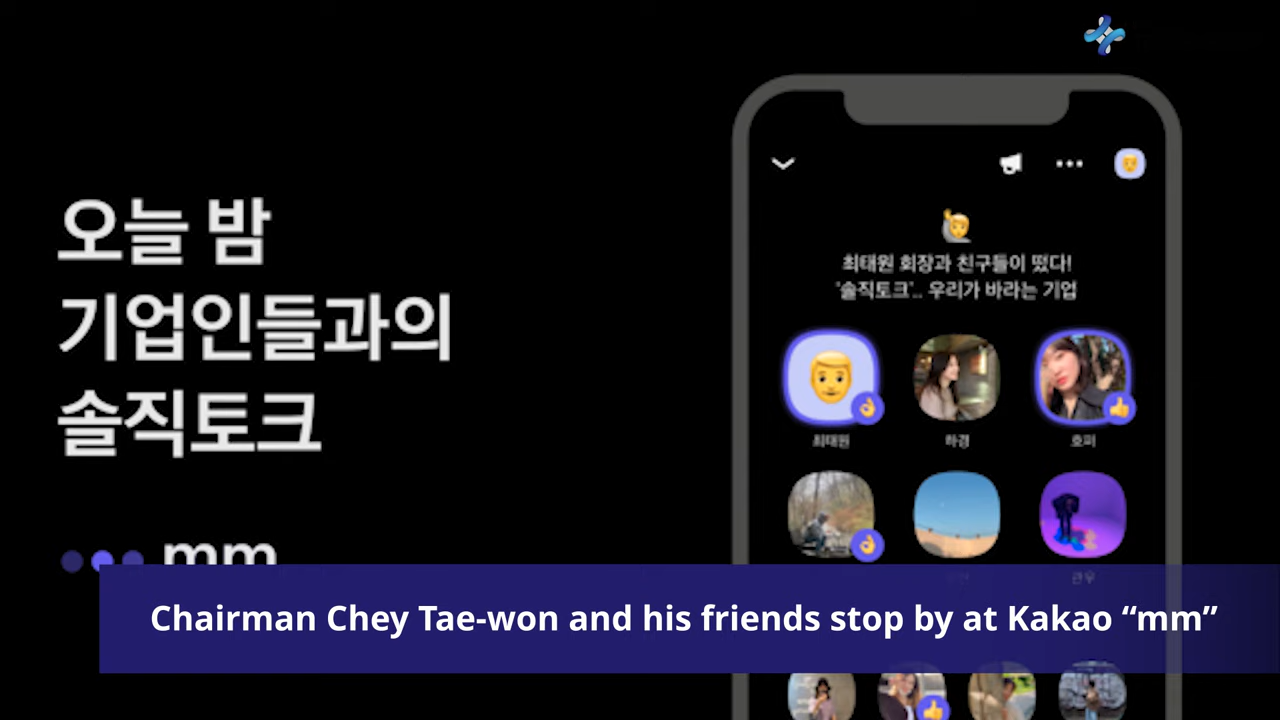 오늘 밤
기업인들과의
솔직토크
mm
최태원 회장과 친구들이 떴다!
"솔직토크".. 우리가 바라는 기업
최태원
하경
호퍼
관우
Chairman Chey Tae-won and his friends stop by at Kakao “mm”